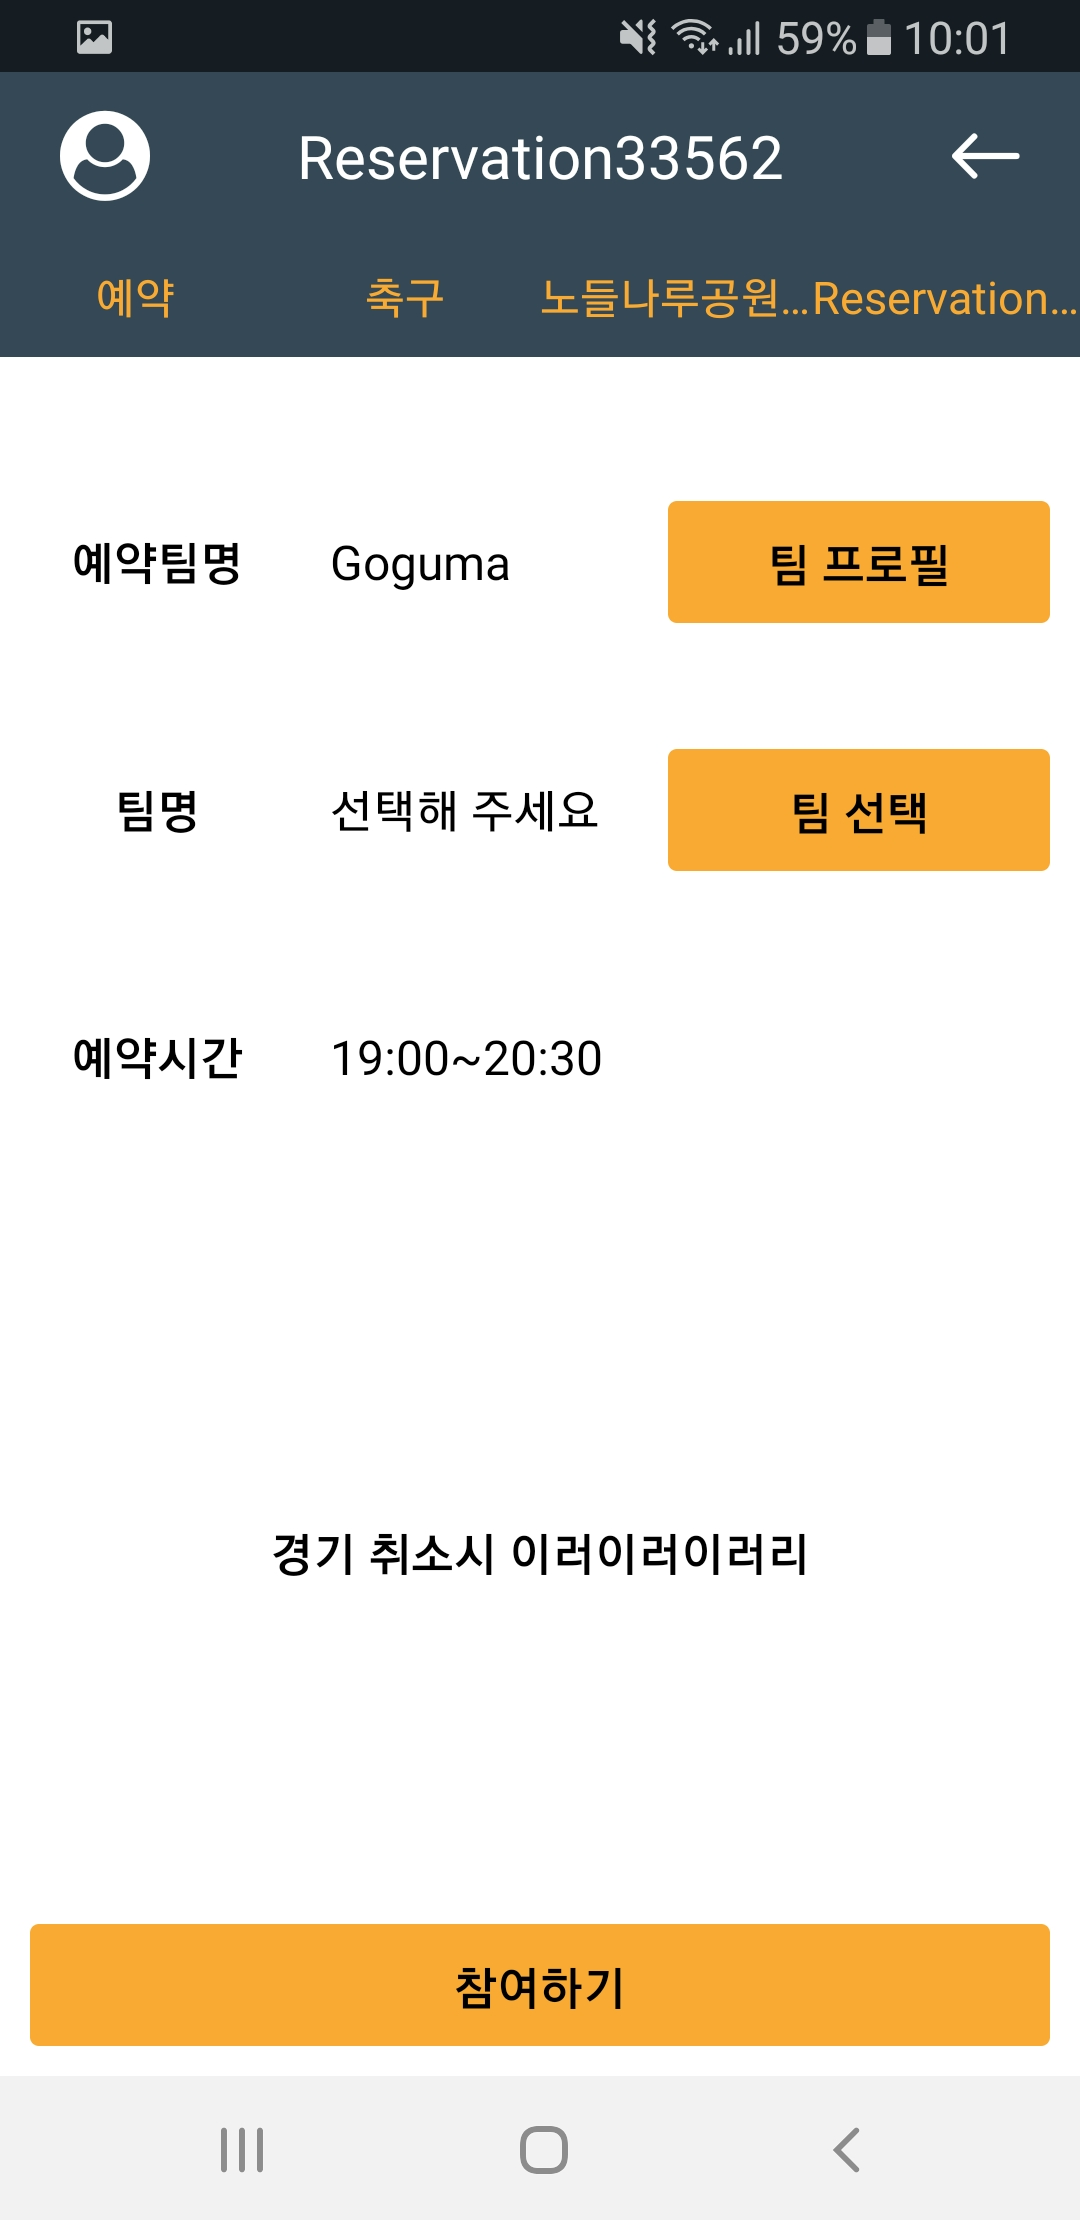 59% 10:01
Reservation33562
예약 축구 노들나루공원... Reservation...
예약팀명 Goguma 팀 프로필
팀명 선택해 주세요 팀 선택
예약시간 19:00~20:30
경기 취소시 이러이러이러리
참여하기